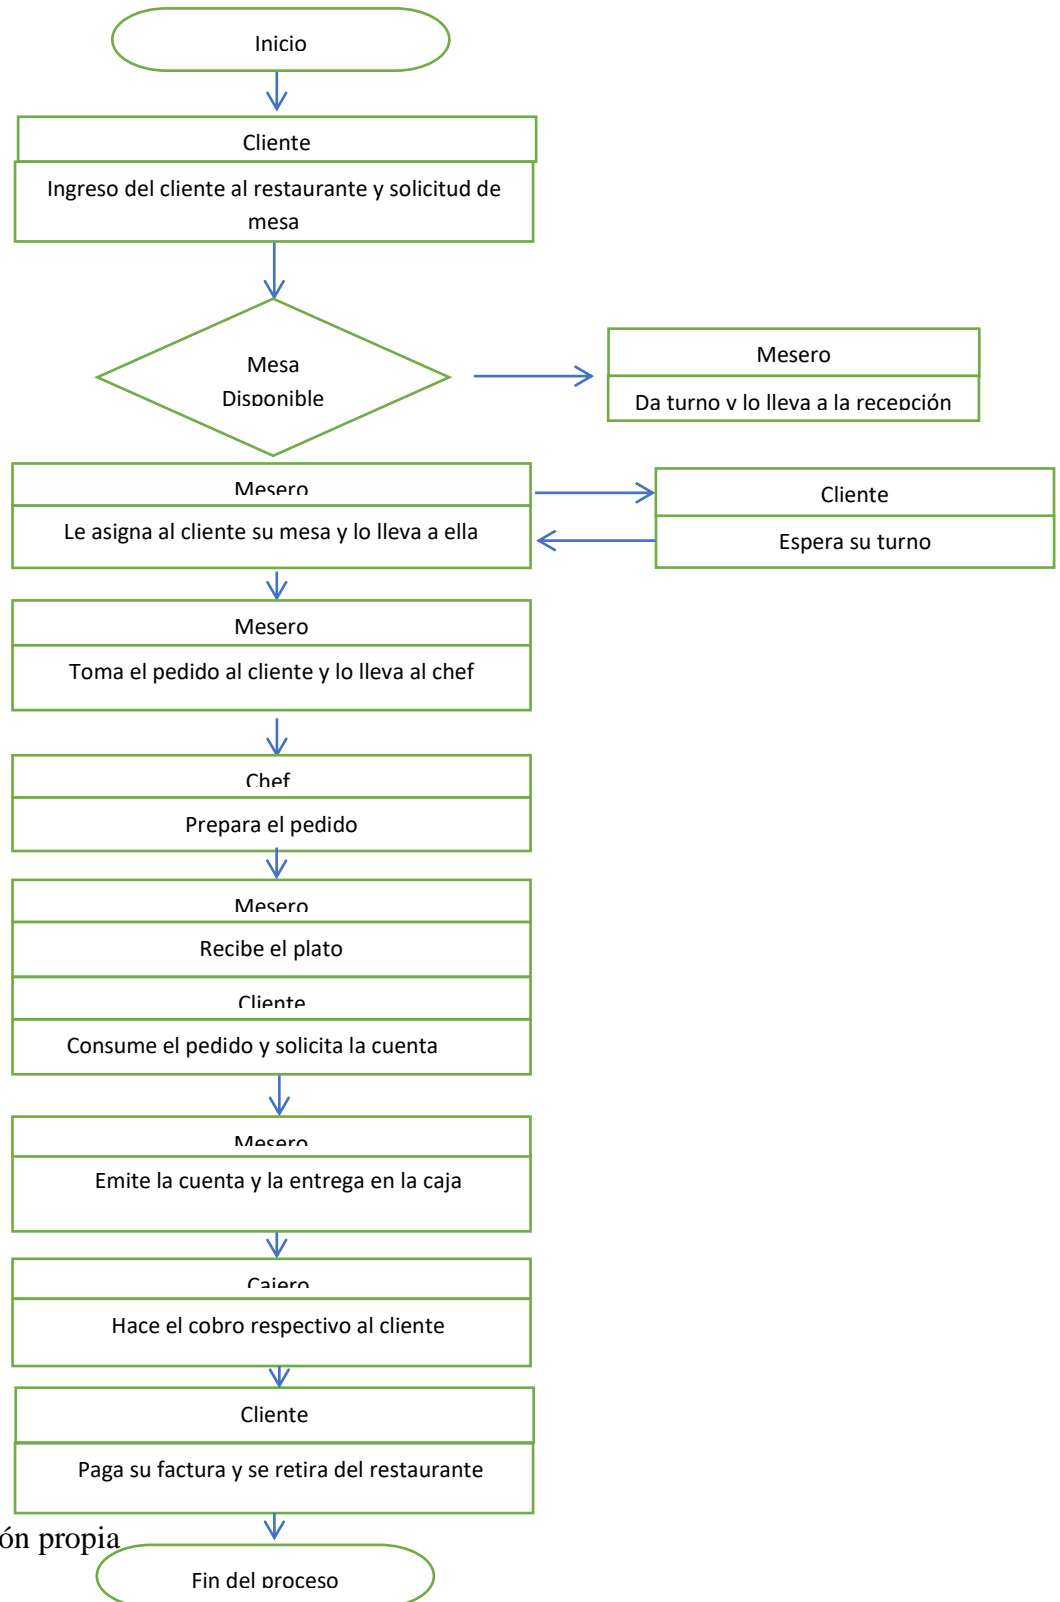 Inicio
Cliente
Ingreso del cliente al restaurante y solicitud de
mesa
Mesa
Disponible
Mesero
Da turno y lo lleva a la recepción
Mesero
Le asigna al cliente su mesa y lo lleva a ella
Cliente
Espera su turno
Mesero
Toma el pedido al cliente y lo lleva al chef
Chef
Prepara el pedido
Mesero
Recibe el plato
Cliente
Consume el pedido y solicita la cuenta
Mesero
Emite la cuenta y la entrega en la caja
Cajero
Hace el cobro respectivo al cliente
Cliente
Paga su factura y se retira del restaurante
ón propia
Fin del proceso